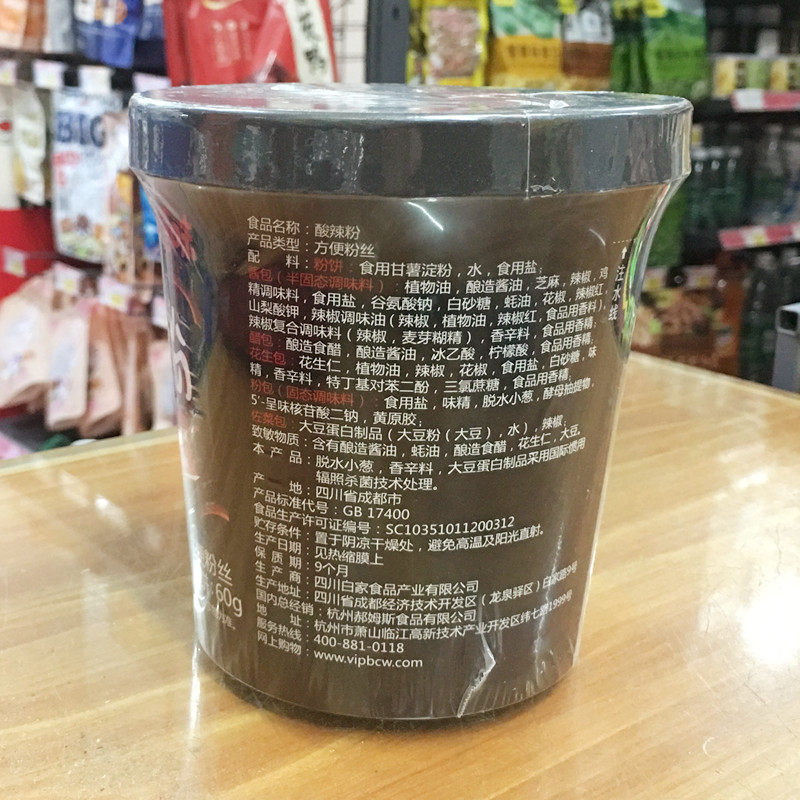 食品名称：酸辣粉
产品类型：方便粉丝
配　　料：粉饼：食用甘薯淀粉，水，食用盐；
酱包（半固态调味料）：植物油，酿造酱油，芝麻，辣椒，鸡
精调味料，食用盐，谷氨酸钠，白砂糖，蚝油，花椒，辣椒红，
山梨酸钾，辣椒调味油（辣椒，植物油，辣椒红，食品用香料），
辣椒复合调味料（辣椒，麦芽糊精），香辛料，食品用香精；
醋包：酿造食醋，酿造酱油，冰乙酸，柠檬酸，食品用香精；
花生包：花生仁，植物油，辣椒，花椒，食用盐，白砂糖，味
精，香辛料，特丁基对苯二酚，三氯蔗糖，食品用香精；
粉包（固态调味料）：食用盐，味精，脱水小葱，酵母抽提物，
5'-呈味核苷酸二钠，黄原胶；
佐菜包：大豆蛋白制品（大豆粉（大豆），水），辣椒；
致敏物质：含有酿造酱油，蚝油，酿造食醋，花生仁，大豆。
本 产 品：脱水小葱，香辛料，大豆蛋白制品采用国际惯用
辐照杀菌技术处理。
产　　地：四川省成都市
产品标准代号：GB 17400
食品生产许可证编号：SC10351011200312
贮存条件：置于阴凉干燥处，避免高温及阳光直射。
生产日期：见热缩膜上
保 质 期：9个月
生 产 商：四川白家食品产业有限公司
生产地址：四川省成都经济技术开发区（龙泉驿区）白家路9号
国内总经销：杭州郝姆斯食品有限公司
地　　址：杭州市萧山临江高新技术产业开发区纬七路1999号
服务热线：400-881-0118
网上购物：www.vipbcw.com
注水线
粉丝
60g